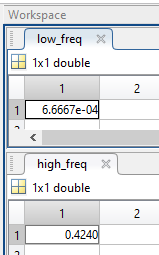 Workspace
low_freq
1x1 double
1 2
1 6.6667e-04
high_freq
1x1 double
1 2
1 0.4240